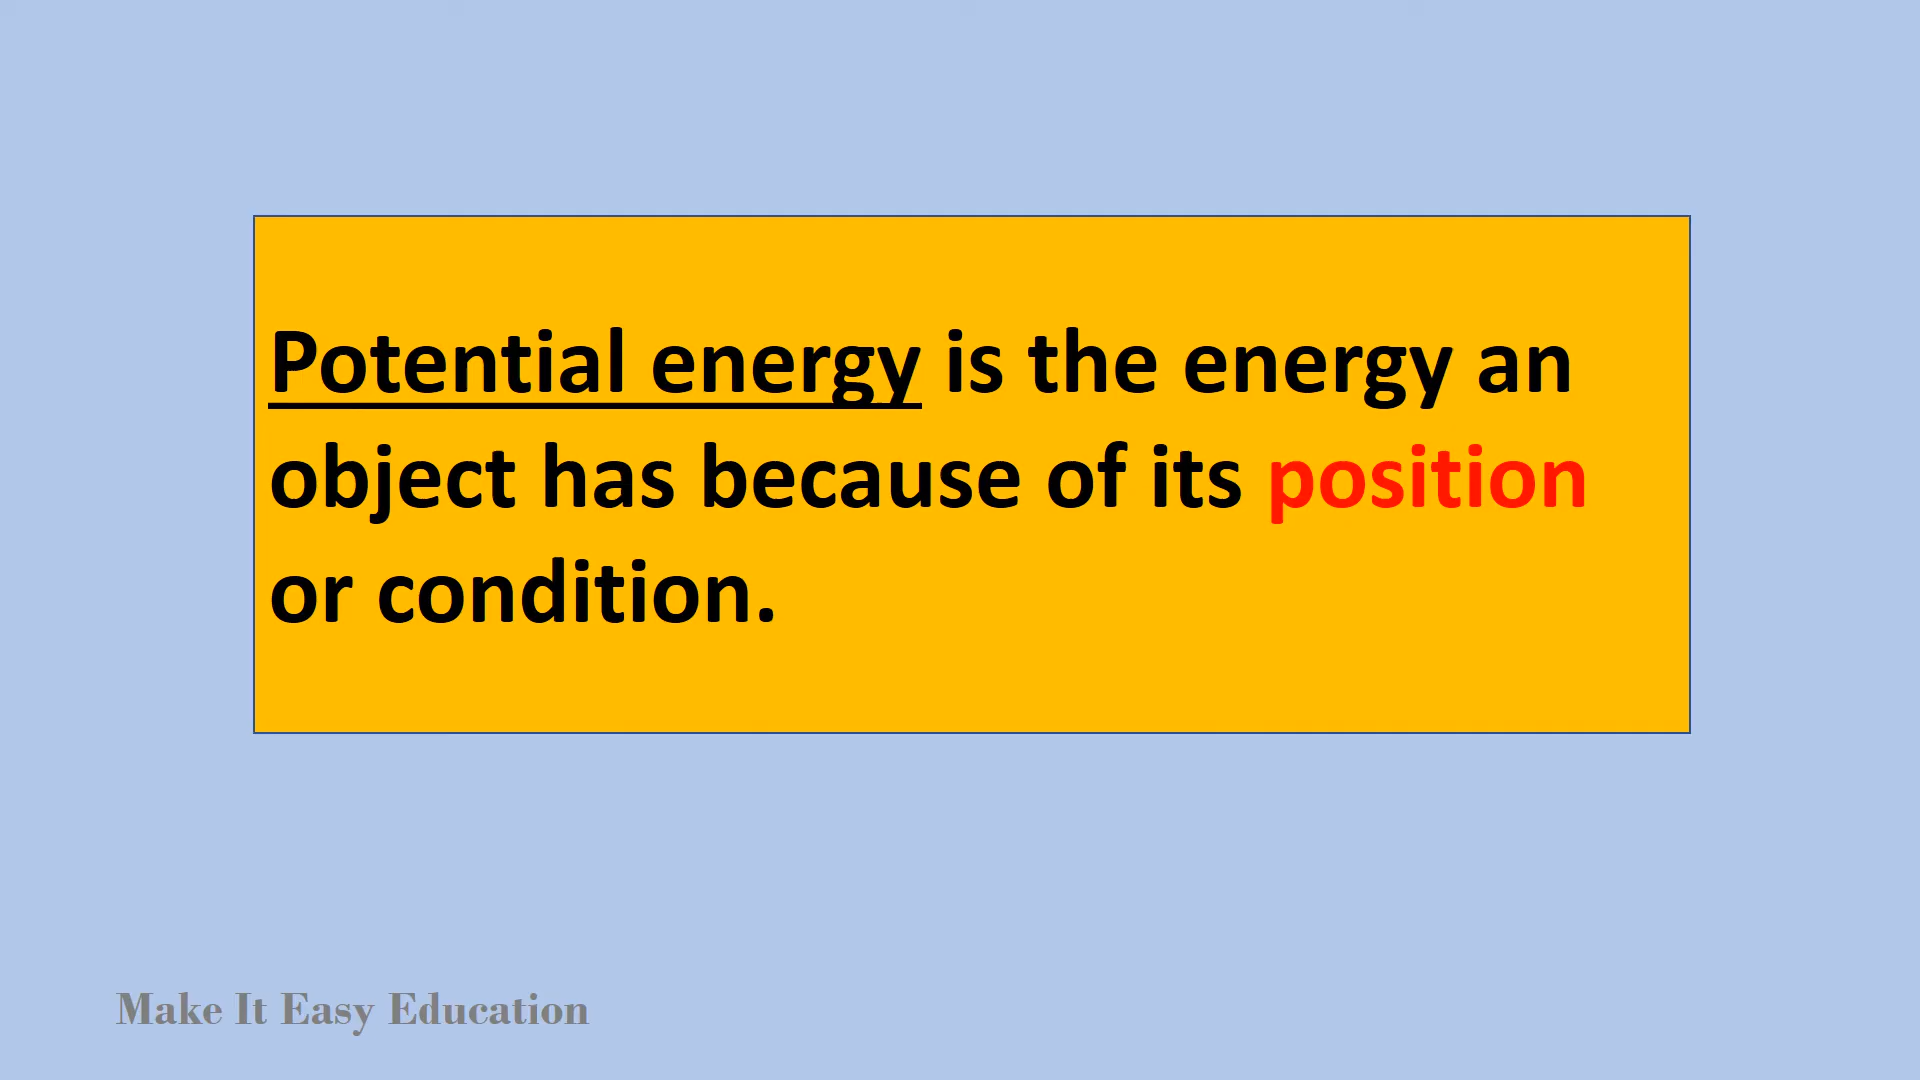 Potential energy is the energy an
object has because of its position
or condition.
Make It Easy Education